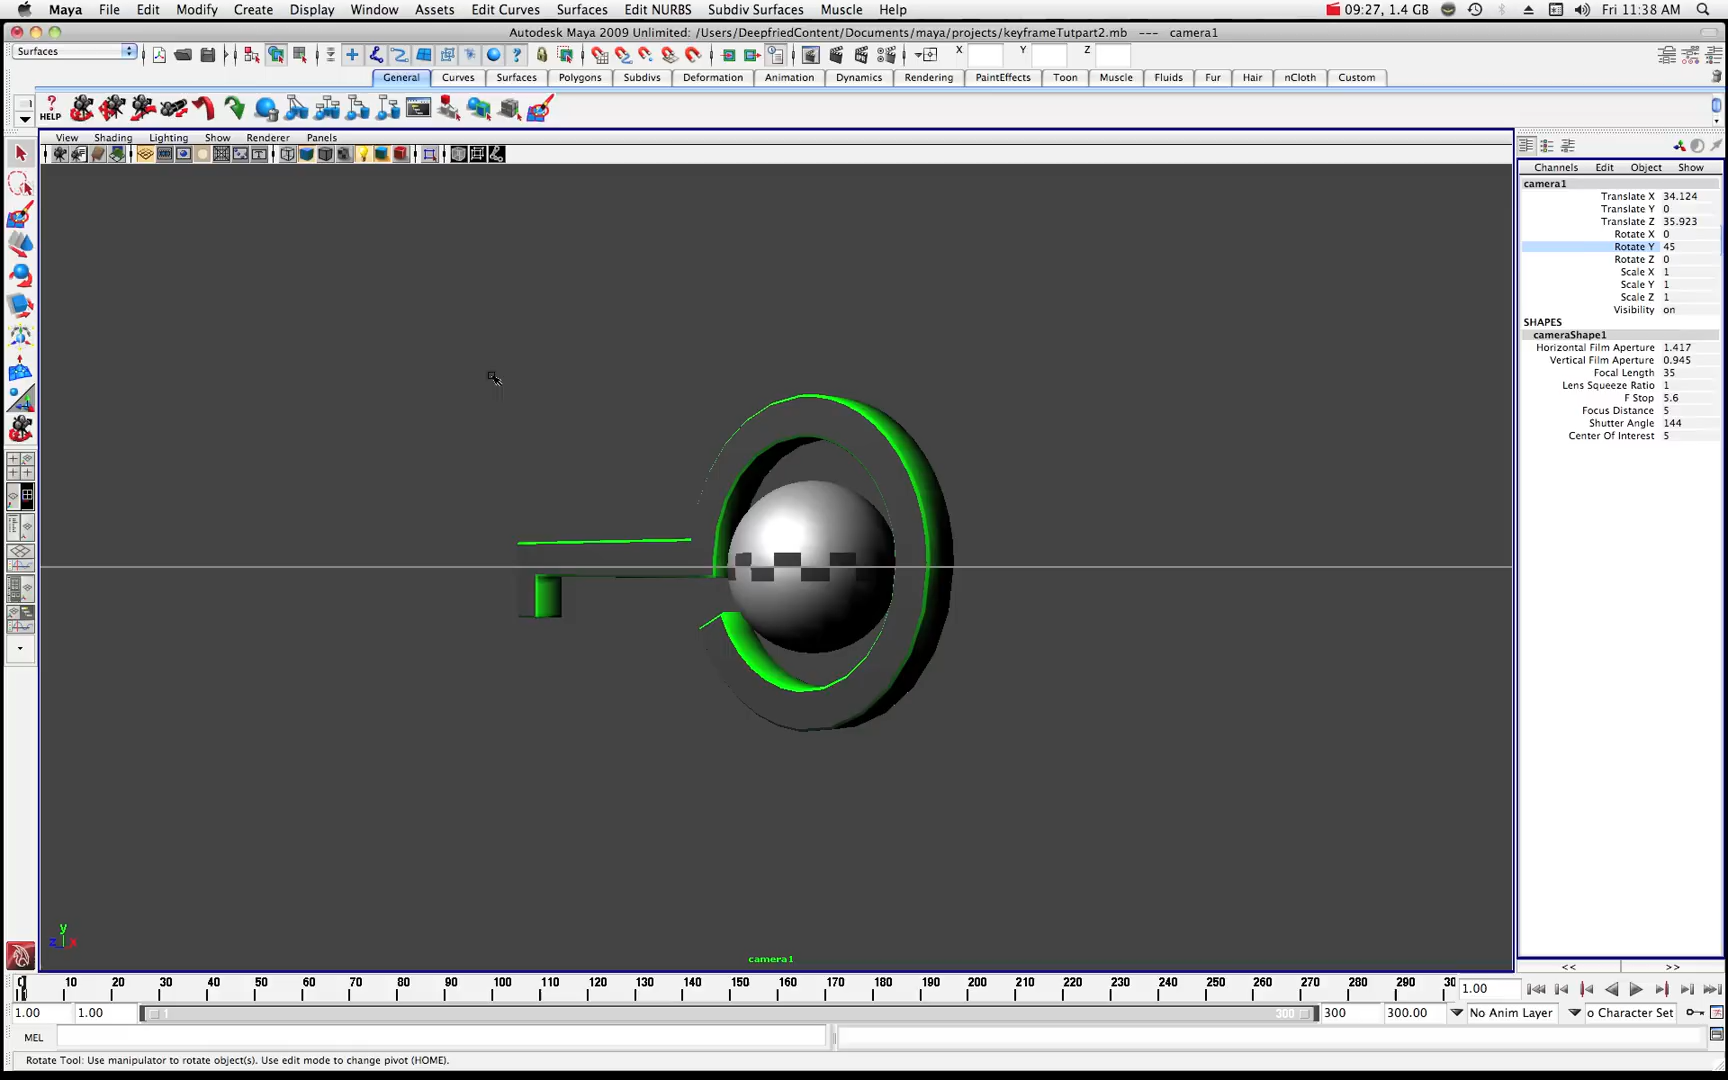 Maya File Edit Modify Create Display Window Assets Edit Curves Surfaces Edit NURBS Subdiv Surfaces Muscle Help 09:27, 1.4 GB Fri 11:38 AM
Autodesk Maya 2009 Unlimited: /Users/DeepfriedContent/Documents/maya/projects/keyframeTutpart2.mb --- camera1
Surfaces X Y Z
General Curves Surfaces Polygons Subdivs Deformation Animation Dynamics Rendering PaintEffects Toon Muscle Fluids Fur Hair nCloth Custom
? HELP
View Shading Lighting Show Renderer Panels
Channels Edit Object Show
camera1
Translate X 34.124
Translate Y 0
Translate Z 35.923
Rotate X 0
Rotate Y 45
Rotate Z 0
Scale X 1
Scale Y 1
Scale Z 1
Visibility on
SHAPES
cameraShape1
Horizontal Film Aperture 1.417
Vertical Film Aperture 0.945
Focal Length 35
Lens Squeeze Ratio 1
F Stop 5.6
Focus Distance 5
Shutter Angle 144
Center Of Interest 5
y
z x
camera1
<< >>
10 20 30 40 50 60 70 80 90 100 110 120 130 140 150 160 170 180 190 200 210 220 230 240 250 260 270 280 290 30 1.00
1.00 1.00 1 300 300 300.00 No Anim Layer o Character Set
MEL
Rotate Tool: Use manipulator to rotate object(s). Use edit mode to change pivot (HOME).